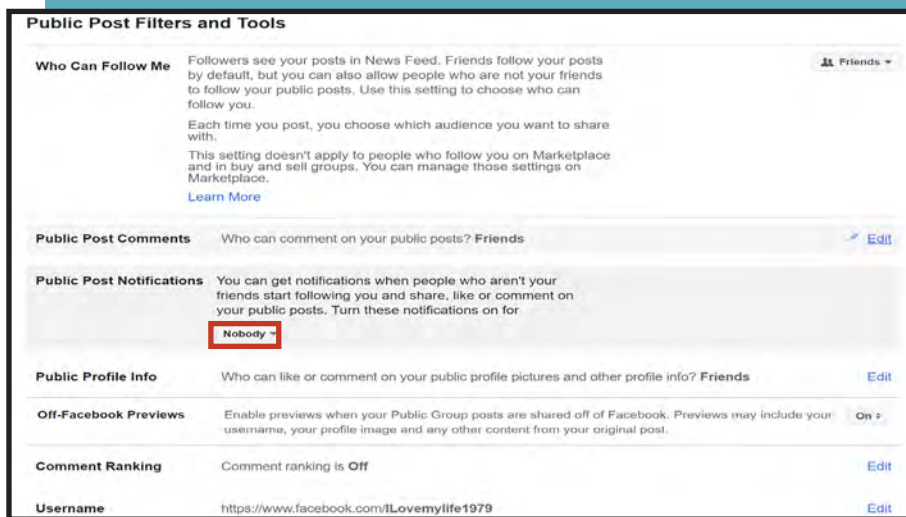 Public Post Filters and Tools
Who Can Follow Me
Followers see your posts in News Feed. Friends follow your posts
by default, but you can also allow people who are not your friends
to follow your public posts. Use this setting to choose who can
follow you.
Friends
Each time you post, you choose which audience you want to share
with.
This setting doesn't apply to people who follow you on Marketplace
and in buy and sell groups. You can manage those settings on
Marketplace.
Learn More
Public Post Comments Who can comment on your public posts? Friends Edit
Public Post Notifications You can get notifications when people who aren't your
friends start following you and share, like or comment on
your public posts. Turn these notifications on for
Nobody
Public Profile Info Who can like or comment on your public profile pictures and other profile info? Friends Edit
Off-Facebook Previews Enable previews when your Public Group posts are shared off of Facebook. Previews may include your On
username, your profile image and any other content from your original post.
Comment Ranking Comment ranking is Off Edit
Username https://www.facebook.com/ILovemylife1979 Edit